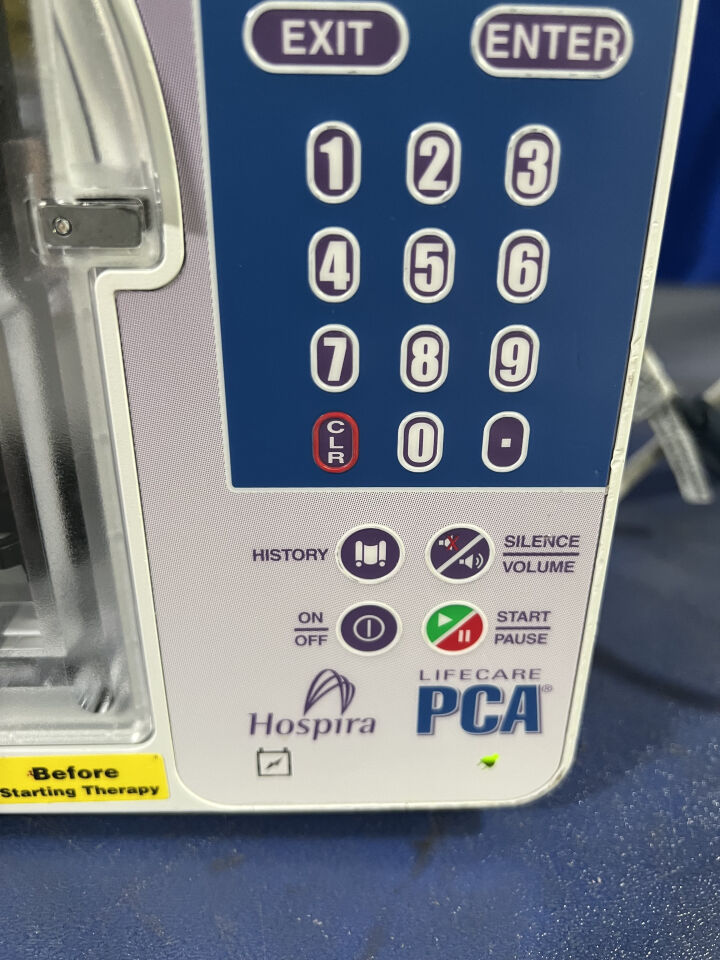 EXIT ENTER
1 2 3
4 5 6
7 8 9
CLR 0 .
HISTORY
SILENCE
VOLUME
ON
OFF
START
PAUSE
Hospira
LIFECARE
PCA®
Before
Starting Therapy